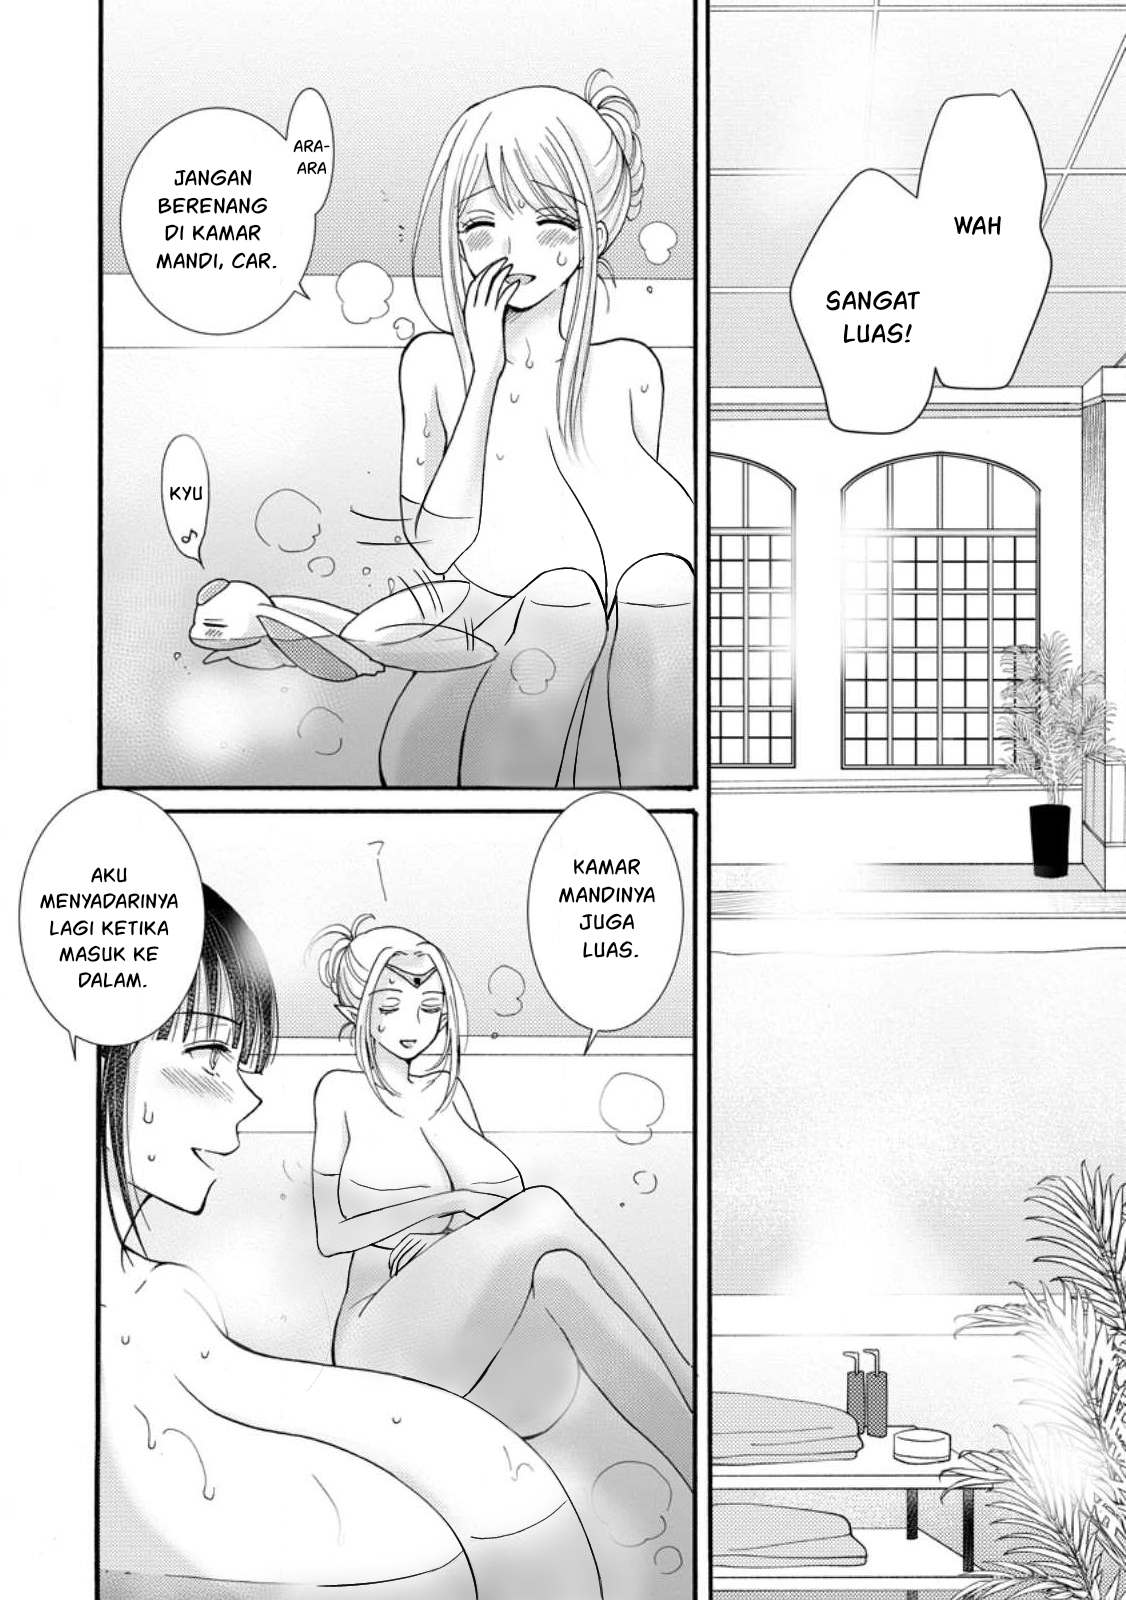 WAH
SANGAT
LUAS!
ARA-
ARA
JANGAN
BERENANG
DI KAMAR
MANDI, CAR.
KYU
KAMAR
MANDINYA
JUGA
LUAS.
AKU
MENYADARINYA
LAGI KETIKA
MASUK KE
DALAM.